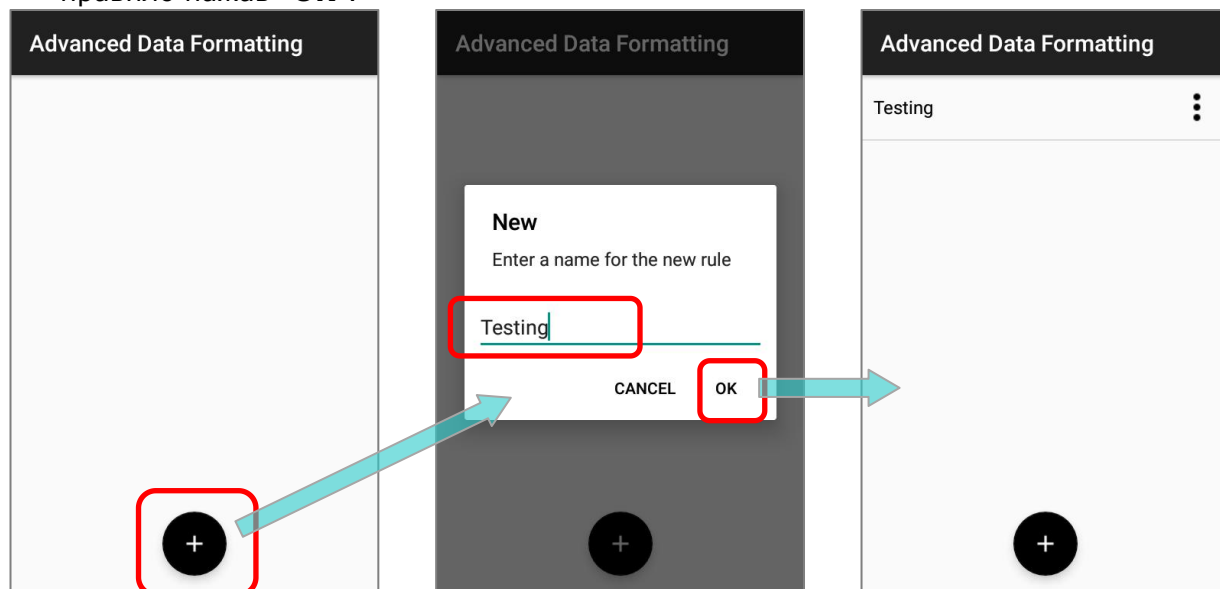 Advanced Data Formatting
+
Advanced Data Formatting
New
Enter a name for the new rule
Testing
CANCEL OK
+
Advanced Data Formatting
Testing
+